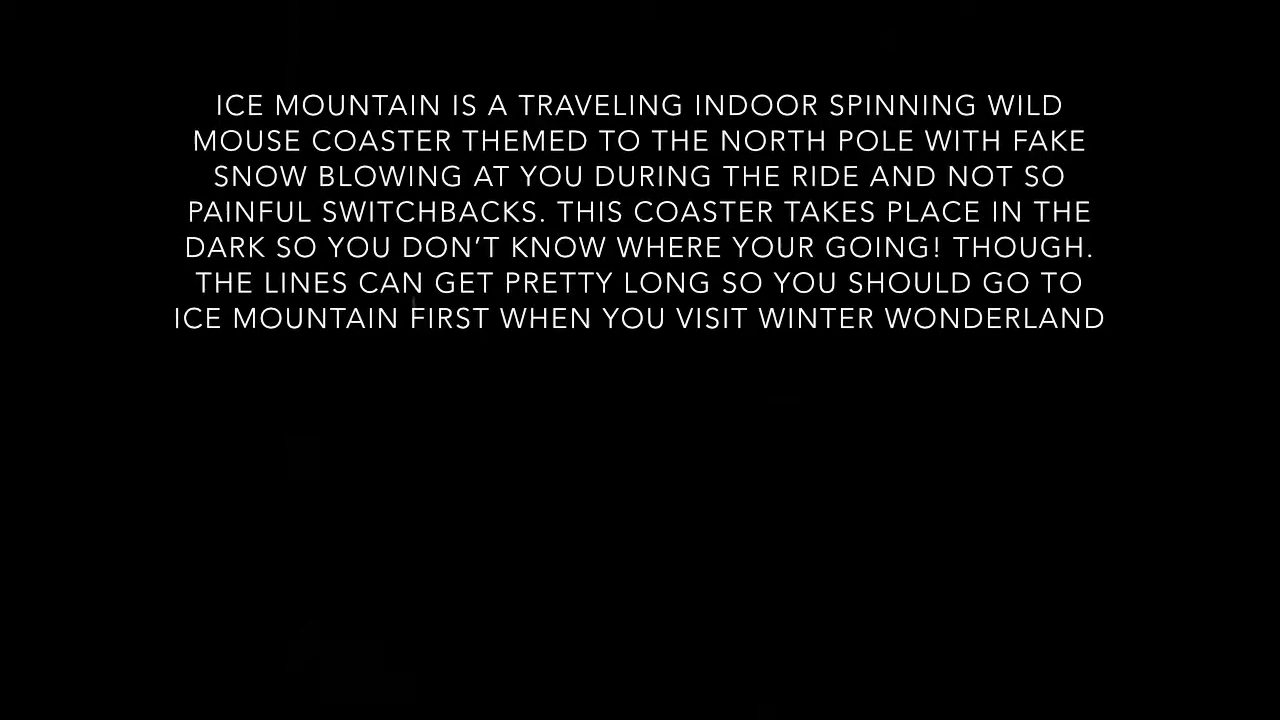 ICE MOUNTAIN IS A TRAVELING INDOOR SPINNING WILD
MOUSE COASTER THEMED TO THE NORTH POLE WITH FAKE
SNOW BLOWING AT YOU DURING THE RIDE AND NOT SO
PAINFUL SWITCHBACKS. THIS COASTER TAKES PLACE IN THE
DARK SO YOU DON’T KNOW WHERE YOUR GOING! THOUGH.
THE LINES CAN GET PRETTY LONG SO YOU SHOULD GO TO
ICE MOUNTAIN FIRST WHEN YOU VISIT WINTER WONDERLAND